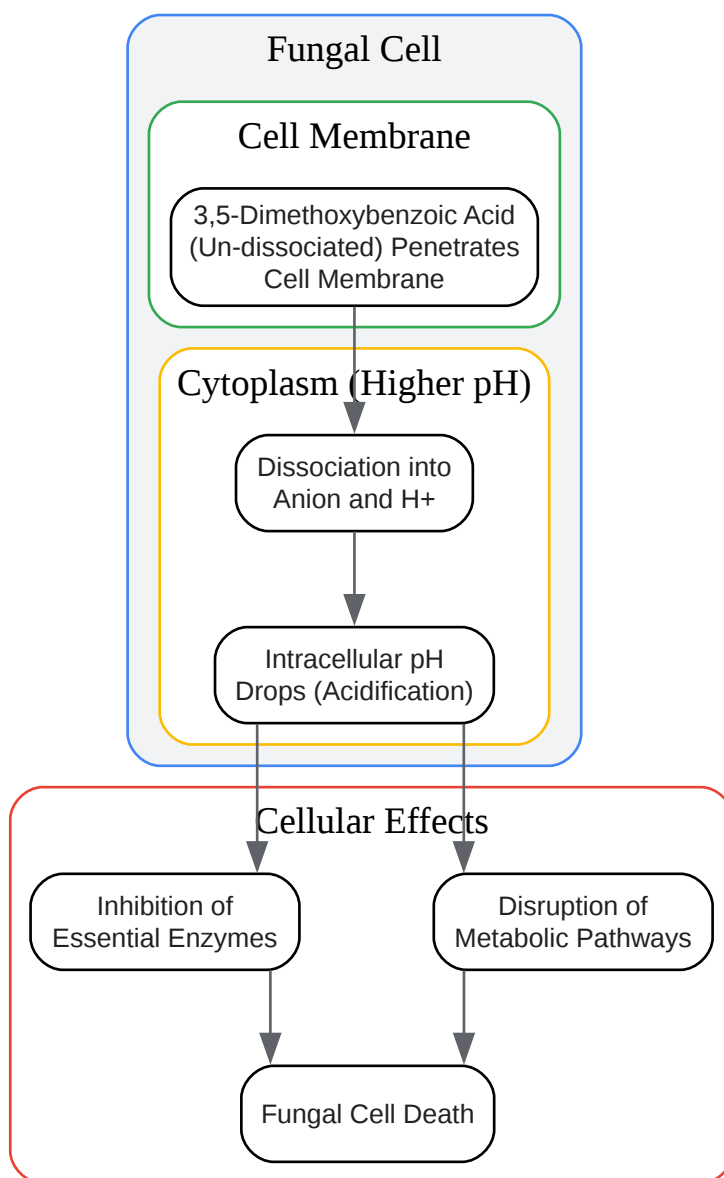 Fungal Cell
Cell Membrane
3,5-Dimethoxybenzoic Acid
(Un-dissociated) Penetrates
Cell Membrane
Cytoplasm (Higher pH)
Dissociation into
Anion and H+
Intracellular pH
Drops (Acidification)
Cellular Effects
Inhibition of
Essential Enzymes
Disruption of
Metabolic Pathways
Fungal Cell Death